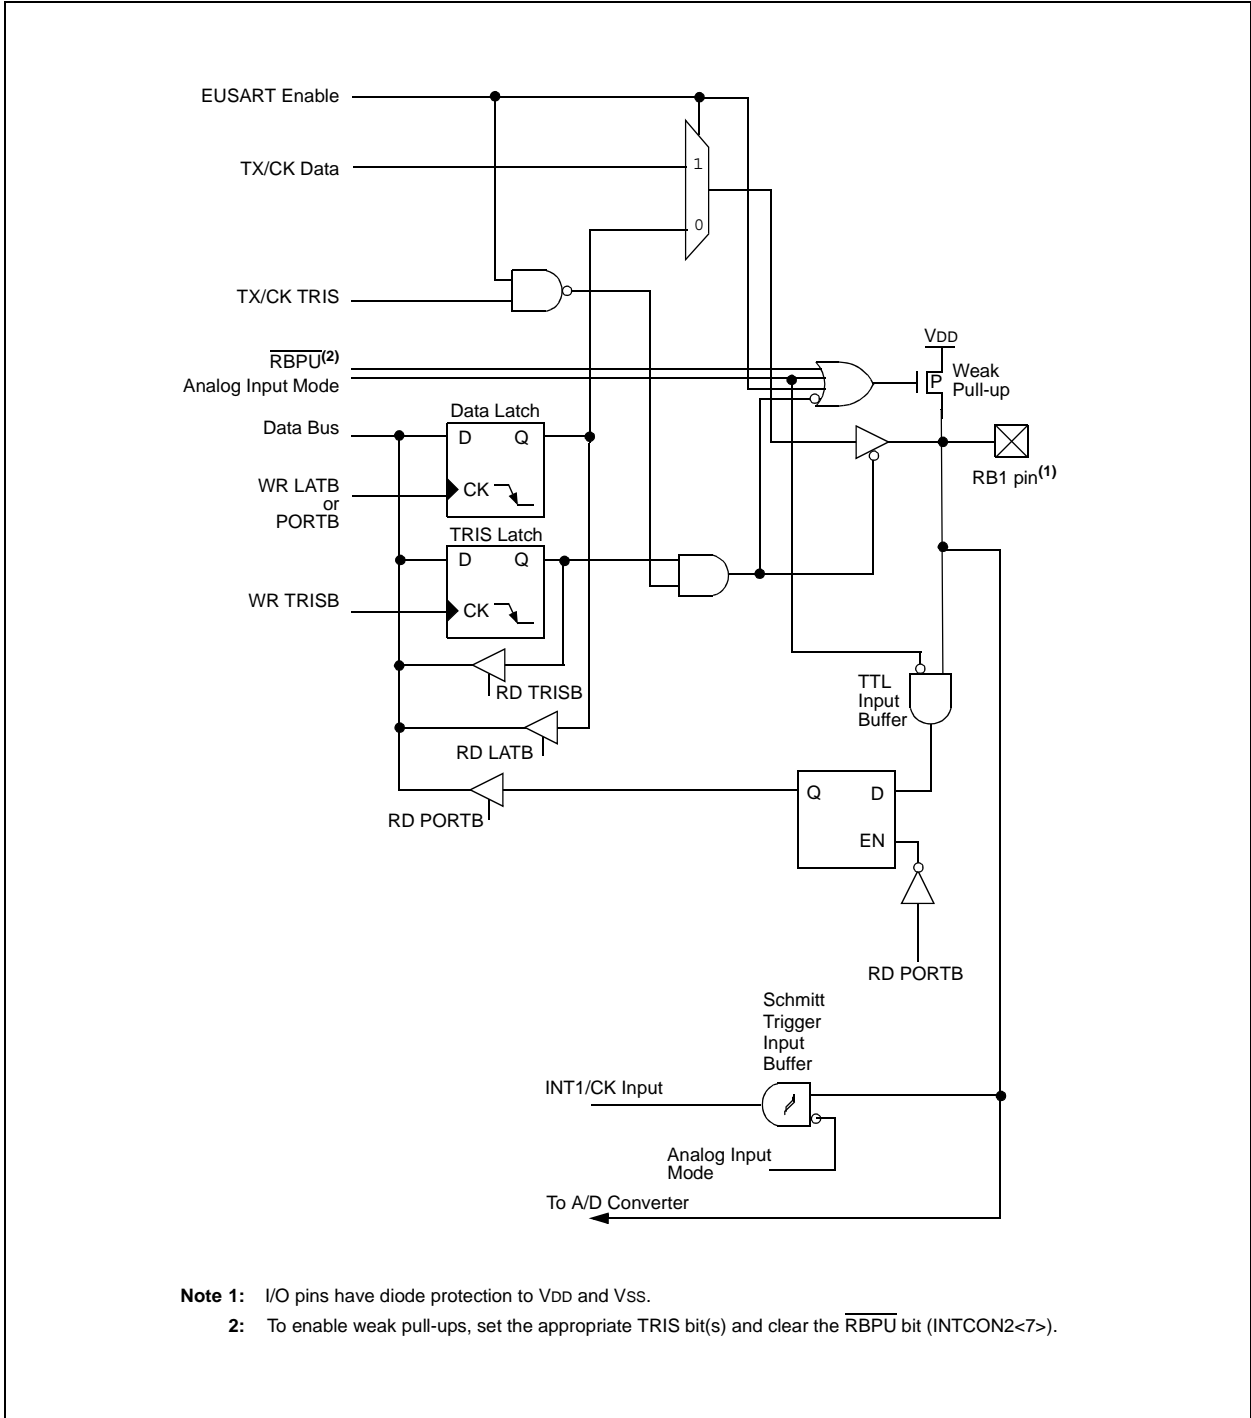 EUSART Enable
TX/CK Data
1
0
TX/CK TRIS
RBPU(2)
Analog Input Mode
VDD
P
Weak
Pull-up
Data Bus
Data Latch
D Q
CK
WR LATB
or
PORTB
RB1 pin(1)
TRIS Latch
D Q
CK
WR TRISB
RD TRISB
TTL
Input
Buffer
RD LATB
RD PORTB
Q D
EN
RD PORTB
Schmitt
Trigger
Input
Buffer
INT1/CK Input
Analog Input
Mode
To A/D Converter
Note 1: I/O pins have diode protection to VDD and VSS.
2: To enable weak pull-ups, set the appropriate TRIS bit(s) and clear the RBPU bit (INTCON2<7>).